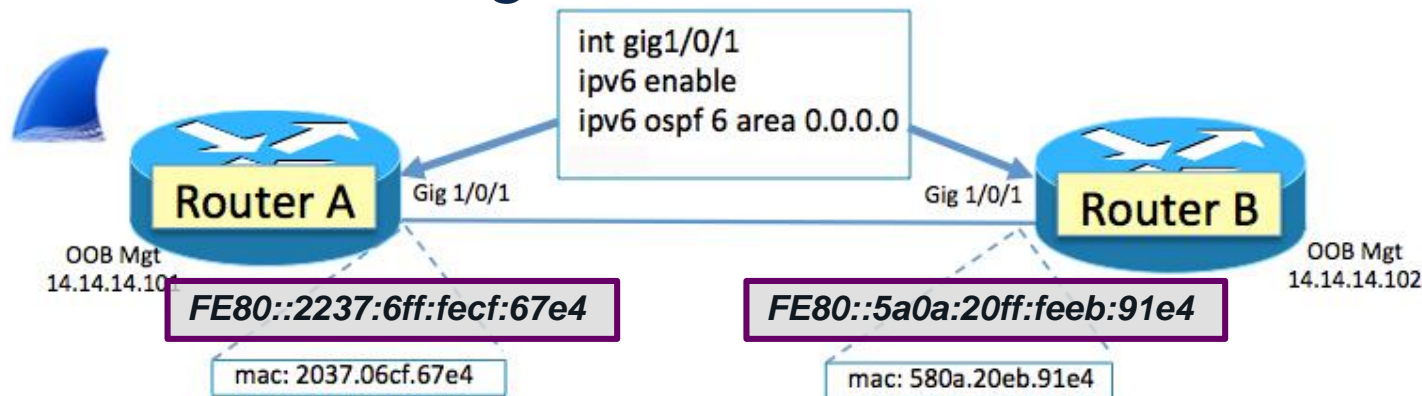 int gig1/0/1
ipv6 enable
ipv6 ospf 6 area 0.0.0.0
Router A
Gig 1/0/1
Gig 1/0/1
Router B
OOB Mgt
14.14.14.101
OOB Mgt
14.14.14.102
FE80::2237:6ff:fecf:67e4
FE80::5a0a:20ff:feeb:91e4
mac: 2037.06cf.67e4
mac: 580a.20eb.91e4